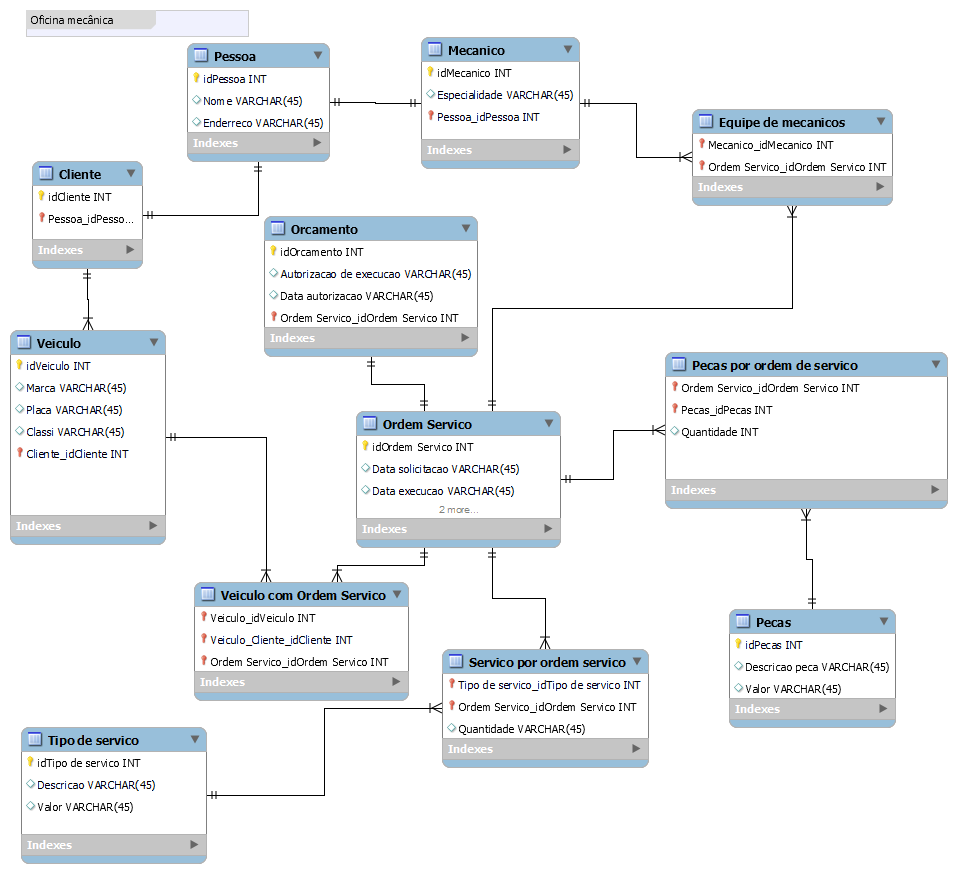 Oficina mecânica
Pessoa
idPessoa INT
Nome VARCHAR(45)
Enderreco VARCHAR(45)
Indexes
Mecanico
idMecanico INT
Especialidade VARCHAR(45)
Pessoa_idPessoa INT
Indexes
Equipe de mecanicos
Mecanico_idMecanico INT
Ordem Servico_idOrdem Servico INT
Indexes
Cliente
idCliente INT
Pessoa_idPesso...
Indexes
Orcamento
idOrcamento INT
Autorizacao de execucao VARCHAR(45)
Data autorizacao VARCHAR(45)
Ordem Servico_idOrdem Servico INT
Indexes
Veiculo
idVeiculo INT
Marca VARCHAR(45)
Placa VARCHAR(45)
Classi VARCHAR(45)
Cliente_idCliente INT
Indexes
Pecas por ordem de servico
Ordem Servico_idOrdem Servico INT
Pecas_idPecas INT
Quantidade INT
Indexes
Ordem Servico
idOrdem Servico INT
Data solicitacao VARCHAR(45)
Data execucao VARCHAR(45)
2 more...
Indexes
Veiculo com Ordem Servico
Veiculo_idVeiculo INT
Veiculo_Cliente_idCliente INT
Ordem Servico_idOrdem Servico INT
Indexes
Pecas
idPecas INT
Descricao peca VARCHAR(45)
Valor VARCHAR(45)
Indexes
Servico por ordem servico
Tipo de servico_idTipo de servico INT
Ordem Servico_idOrdem Servico INT
Quantidade VARCHAR(45)
Indexes
Tipo de servico
idTipo de servico INT
Descricao VARCHAR(45)
Valor VARCHAR(45)
Indexes